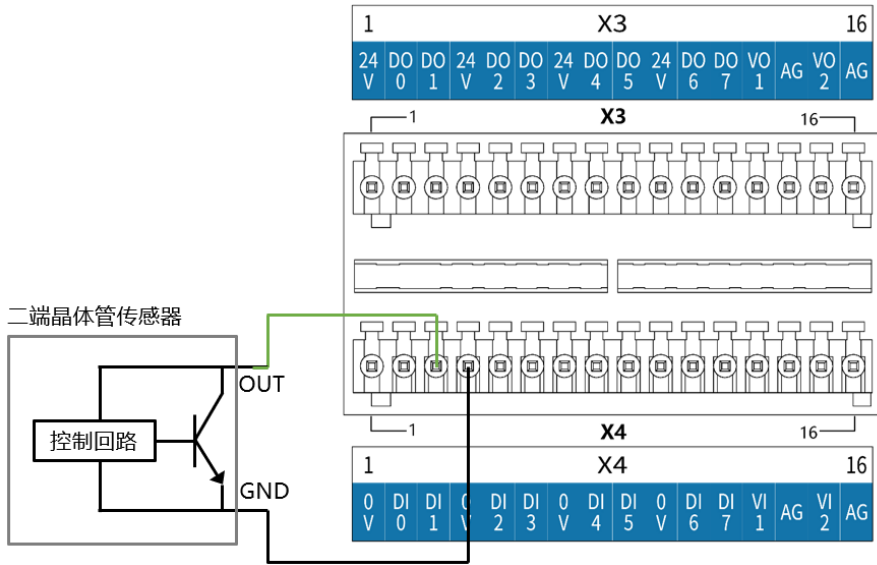 1 X3 16
24 V DO 0 DO 1 24 V DO 2 DO 3 24 V DO 4 DO 5 24 V DO 6 DO 7 VO 1 AG VO 2 AG
1 X3 16
二端晶体管传感器
OUT
控制回路
GND
1 X4 16
1 X4 16
0 V DI 0 DI 1 0 V DI 2 DI 3 0 V DI 4 DI 5 0 V DI 6 DI 7 VI 1 AG VI 2 AG